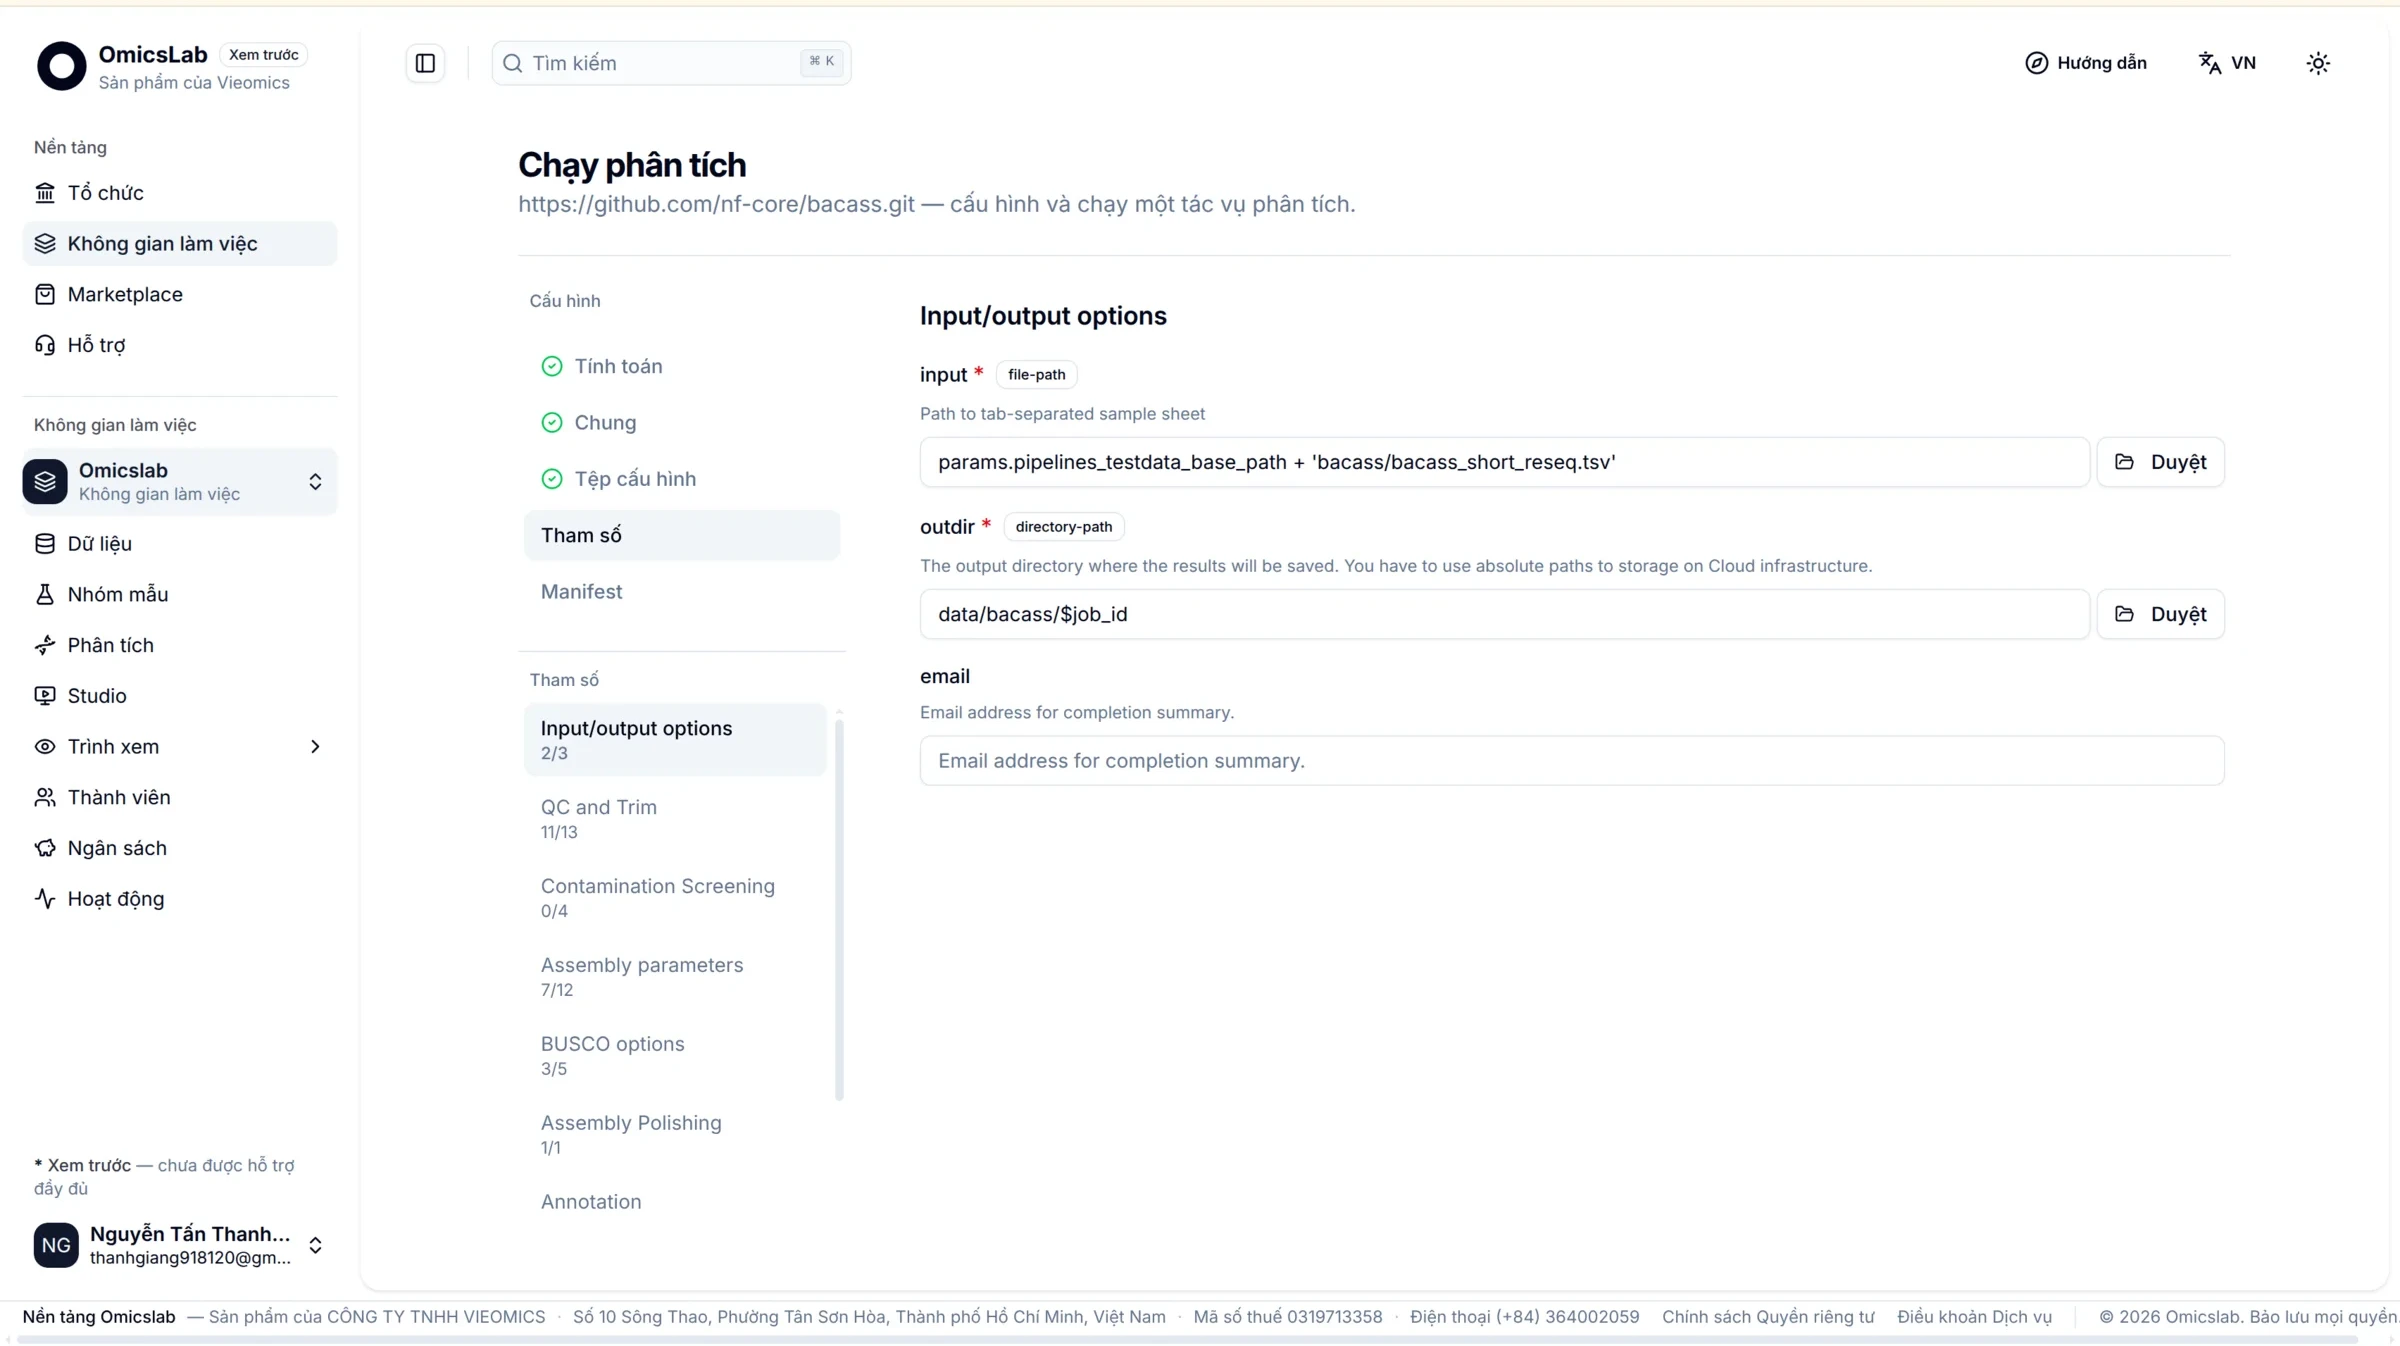 OmicsLab
Xem trước
Sản phẩm của Vieomics
Tìm kiếm
⌘ K
Hướng dẫn
VN
Nền tảng
Tổ chức
Không gian làm việc
Marketplace
Hỗ trợ
Không gian làm việc
Omicslab
Không gian làm việc
Dữ liệu
Nhóm mẫu
Phân tích
Studio
Trình xem
Thành viên
Ngân sách
Hoạt động
* Xem trước — chưa được hỗ trợ
đầy đủ
NG
Nguyễn Tấn Thanh...
thanhgiang918120@gm...
Chạy phân tích
https://github.com/nf-core/bacass.git — cấu hình và chạy một tác vụ phân tích.
Cấu hình
Tính toán
Chung
Tệp cấu hình
Tham số
Manifest
Tham số
Input/output options
2/3
QC and Trim
11/13
Contamination Screening
0/4
Assembly parameters
7/12
BUSCO options
3/5
Assembly Polishing
1/1
Annotation
Input/output options
input * file-path
Path to tab-separated sample sheet
params.pipelines_testdata_base_path + 'bacass/bacass_short_reseq.tsv'
Duyệt
outdir * directory-path
The output directory where the results will be saved. You have to use absolute paths to storage on Cloud infrastructure.
data/bacass/$job_id
Duyệt
email
Email address for completion summary.
Email address for completion summary.
Nền tảng Omicslab — Sản phẩm của CÔNG TY TNHH VIEOMICS · Số 10 Sông Thao, Phường Tân Sơn Hòa, Thành phố Hồ Chí Minh, Việt Nam · Mã số thuế 0319713358 · Điện thoại (+84) 364002059 Chính sách Quyền riêng tư Điều khoản Dịch vụ © 2026 Omicslab. Bảo lưu mọi quyền.